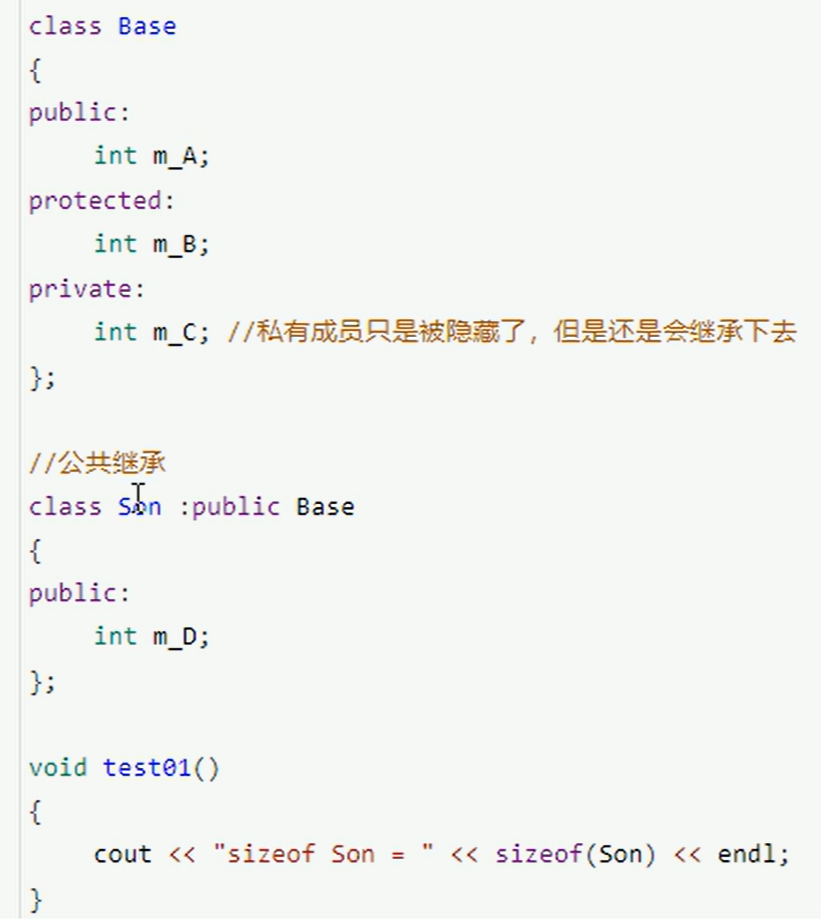 class Base
{
public:
    int m_A;
protected:
    int m_B;
private:
    int m_C; //私有成员只是被隐藏了，但是还是会继承下去
};
//公共继承
class Son :public Base
{
public:
    int m_D;
};
void test01()
{
    cout << "sizeof Son = " << sizeof(Son) << endl;
}